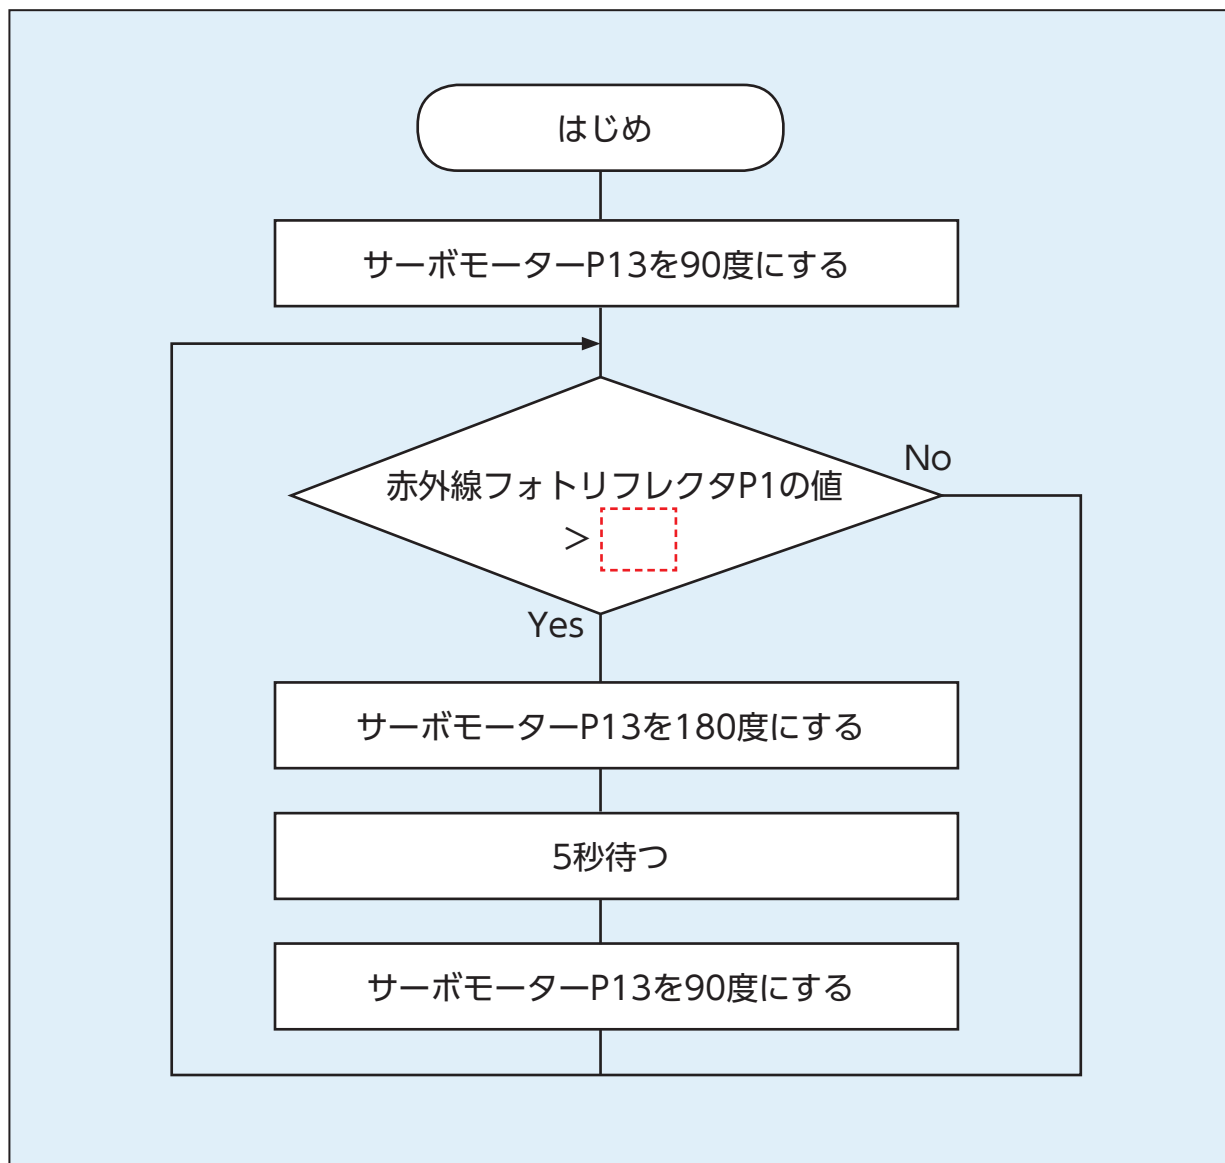 はじめ
サーボモーターP13を90度にする
赤外線フォトリフレクタP1の値
>
No
Yes
サーボモーターP13を180度にする
5秒待つ
サーボモーターP13を90度にする